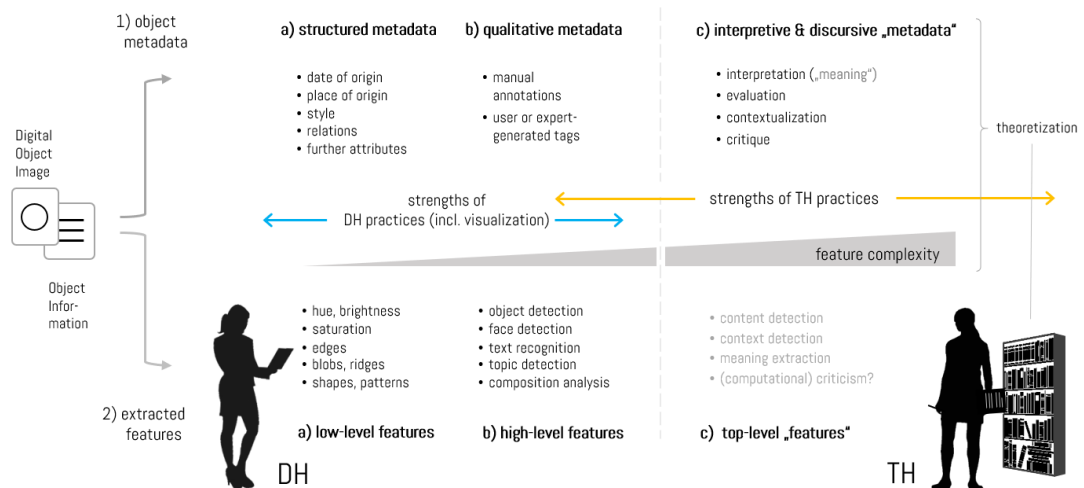 1) object
metadata
a) structured metadata
b) qualitative metadata
c) interpretive & discursive „metadata“
• date of origin
• place of origin
• style
• relations
• further attributes
• manual
annotations
• user or expert-
generated tags
• interpretation („meaning“)
• evaluation
• contextualization
• critique
theoretization
Digital
Object
Image
strengths of
DH practices (incl. visualization)
strengths of TH practices
feature complexity
Object
Infor-
mation
• hue, brightness
• saturation
• edges
• blobs, ridges
• shapes, patterns
• object detection
• face detection
• text recognition
• topic detection
• composition analysis
• content detection
• context detection
• meaning extraction
• (computational) criticism?
2) extracted
features
a) low-level features
b) high-level features
c) top-level „features“
DH
TH